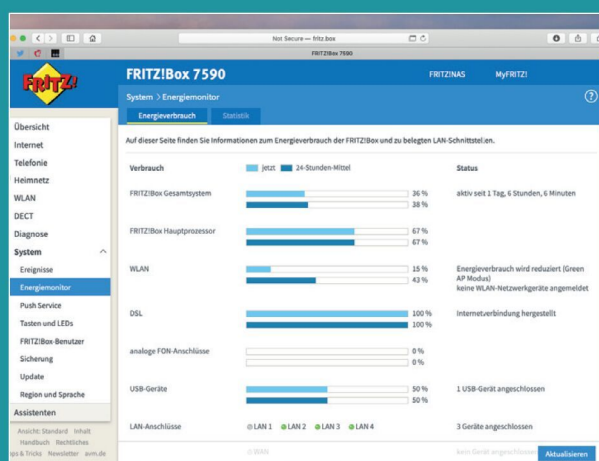 Not Secure — fritz.box
FRITZ!Box 7590
FRITZ!
FRITZ!Box 7590
FRITZ!NAS
MyFRITZ!
System > Energiemonitor
?
Energieverbrauch
Statistik
Übersicht
Internet
Telefonie
Heimnetz
WLAN
DECT
Diagnose
System
Ereignisse
Energiemonitor
Push Service
Tasten und LEDs
FRITZ!Box-Benutzer
Sicherung
Update
Region und Sprache
Assistenten
Ansicht: Standard Inhalt
Handbuch Rechtliches
ps & Tricks Newsletter avm.de
Auf dieser Seite finden Sie Informationen zum Energieverbrauch der FRITZ!Box und zu belegten LAN-Schnittstellen.
Verbrauch
jetzt 24-Stunden-Mittel
Status
FRITZ!Box Gesamtsystem
36 %
38 %
aktiv seit 1 Tag, 6 Stunden, 6 Minuten
FRITZ!Box Hauptprozessor
67 %
67 %
WLAN
15 %
43 %
Energieverbrauch wird reduziert (Green
AP Modus)
keine WLAN-Netzwerkgeräte angemeldet
DSL
100 %
100 %
Internetverbindung hergestellt
analoge FON-Anschlüsse
0 %
0 %
USB-Geräte
50 %
50 %
1 USB-Gerät angeschlossen
LAN-Anschlüsse
LAN 1 LAN 2 LAN 3 LAN 4
3 Geräte angeschlossen
WAN
kein Gerät angeschlossen
Aktualisieren